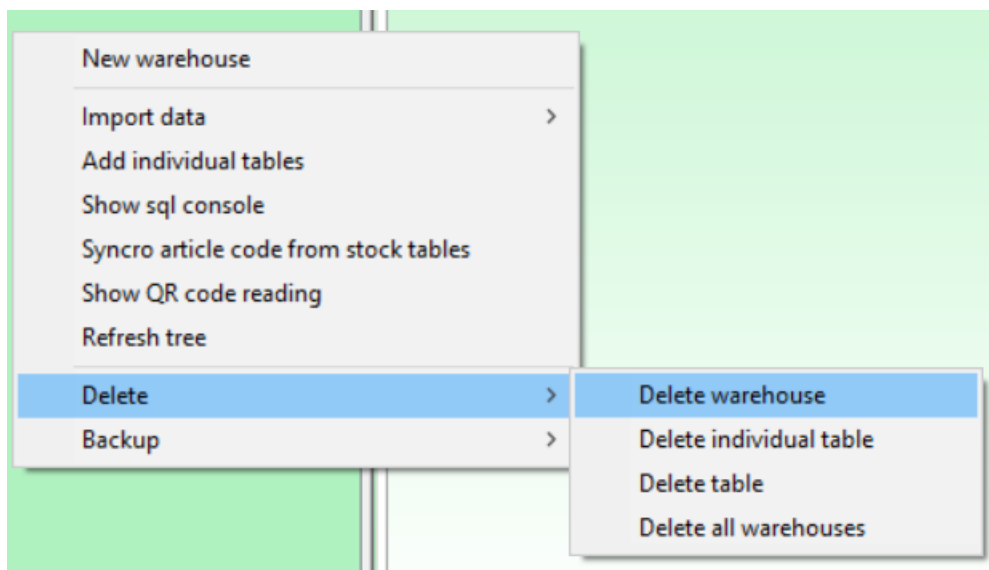 New warehouse
Import data
Add individual tables
Show sql console
Syncro article code from stock tables
Show QR code reading
Refresh tree
Delete
Backup
Delete warehouse
Delete individual table
Delete table
Delete all warehouses